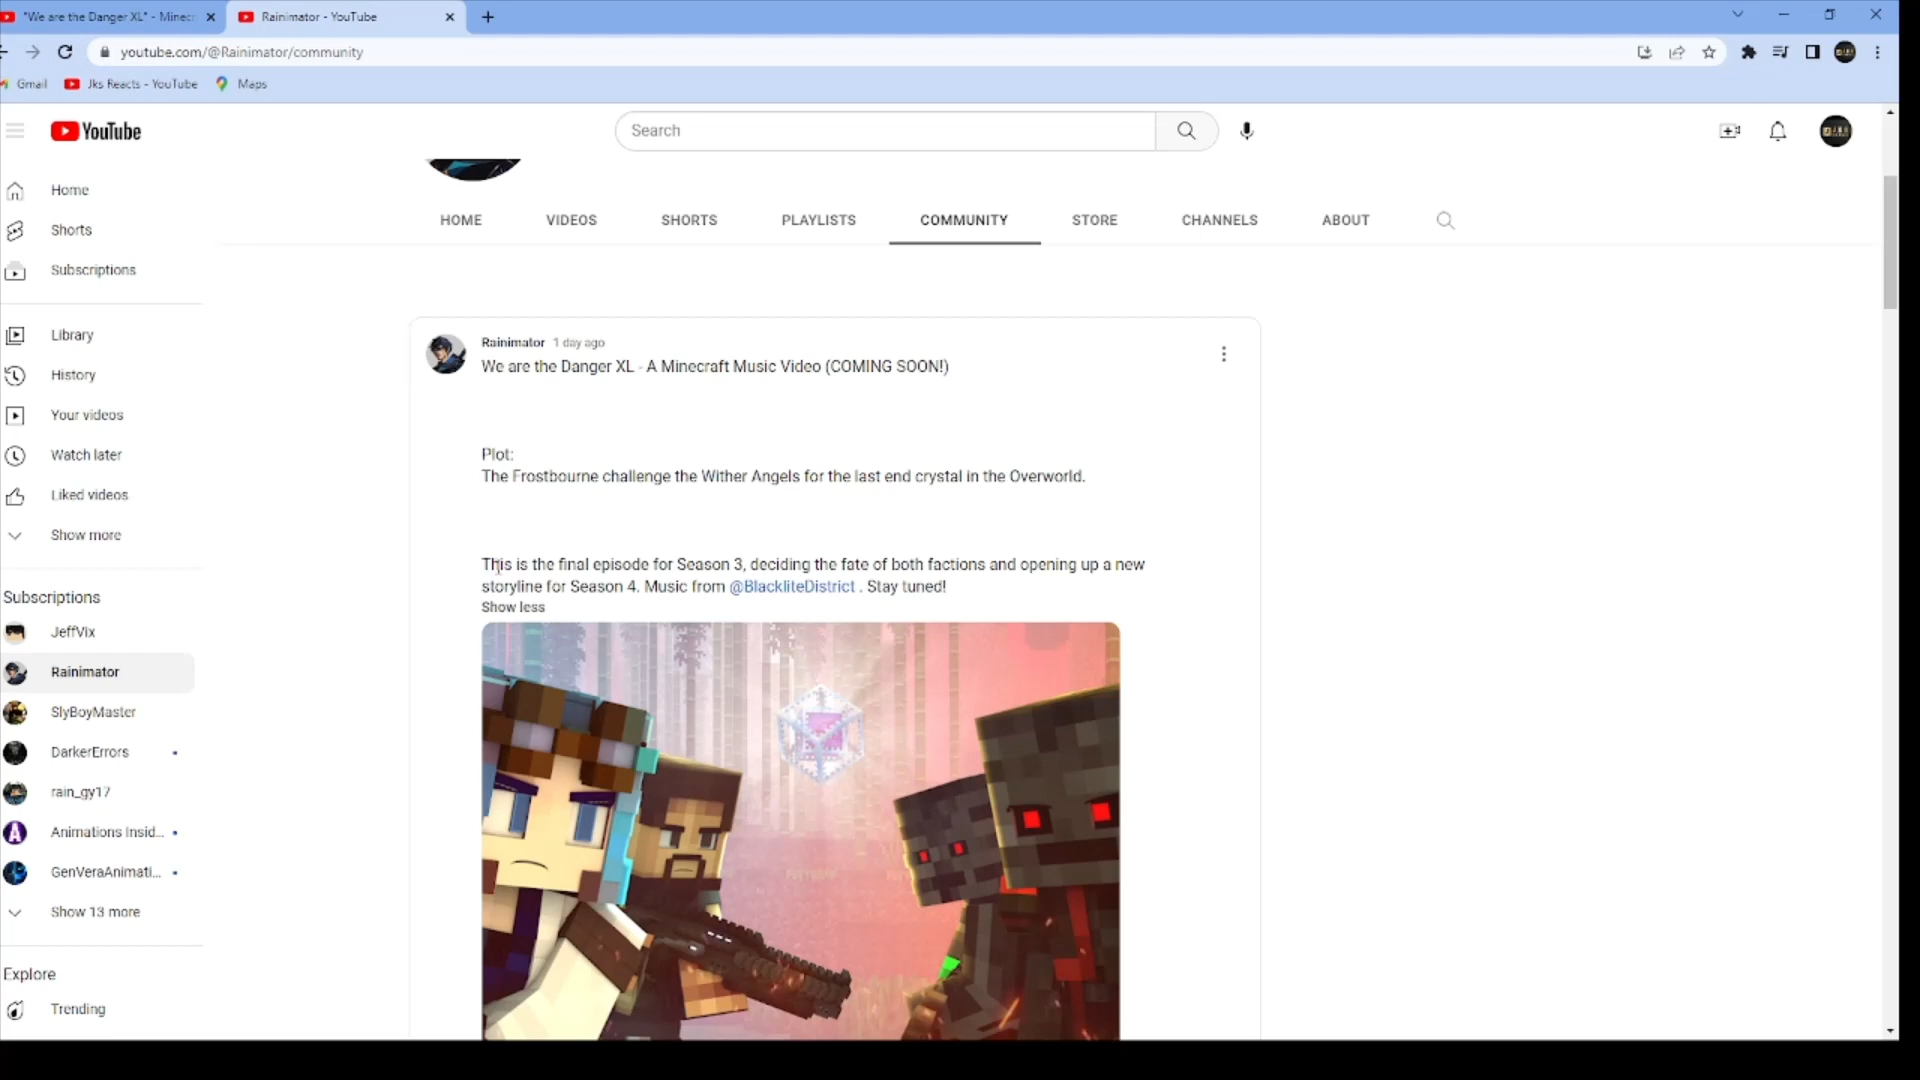 "We are the Danger XL" - Minecr
Rainimator - YouTube
youtube.com/@Rainimator/community
Gmail
Jks Reacts - YouTube
Maps
YouTube
Search
HOME
VIDEOS
SHORTS
PLAYLISTS
COMMUNITY
STORE
CHANNELS
ABOUT
Home
Shorts
Subscriptions
Library
History
Your videos
Watch later
Liked videos
Show more
Subscriptions
JeffVix
Rainimator
SlyBoyMaster
DarkerErrors
rain_gy17
Animations Insid...
GenVeraAnimati...
Show 13 more
Explore
Trending
Rainimator 1 day ago
We are the Danger XL - A Minecraft Music Video (COMING SOON!)
Plot:
The Frostbourne challenge the Wither Angels for the last end crystal in the Overworld.
This is the final episode for Season 3, deciding the fate of both factions and opening up a new
storyline for Season 4. Music from @BlackliteDistrict . Stay tuned!
Show less